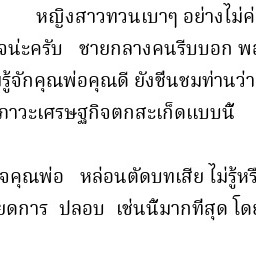 หญิงสาวทวนเบาๆ อย่างไม่ค่
จน่ะครับ ชายกลางคนรีบบอก พ
รู้จักคุณพ่อคุณดี ยังชื่นชมท่านว่า
ภาวะเศรษฐกิจตกสะเก็ดแบบนี้
จคุณพ่อ หล่อนตัดบทเสีย ไม่รู้หรื
ยดการ ปลอบ เช่นนี้มากที่สุด โดย